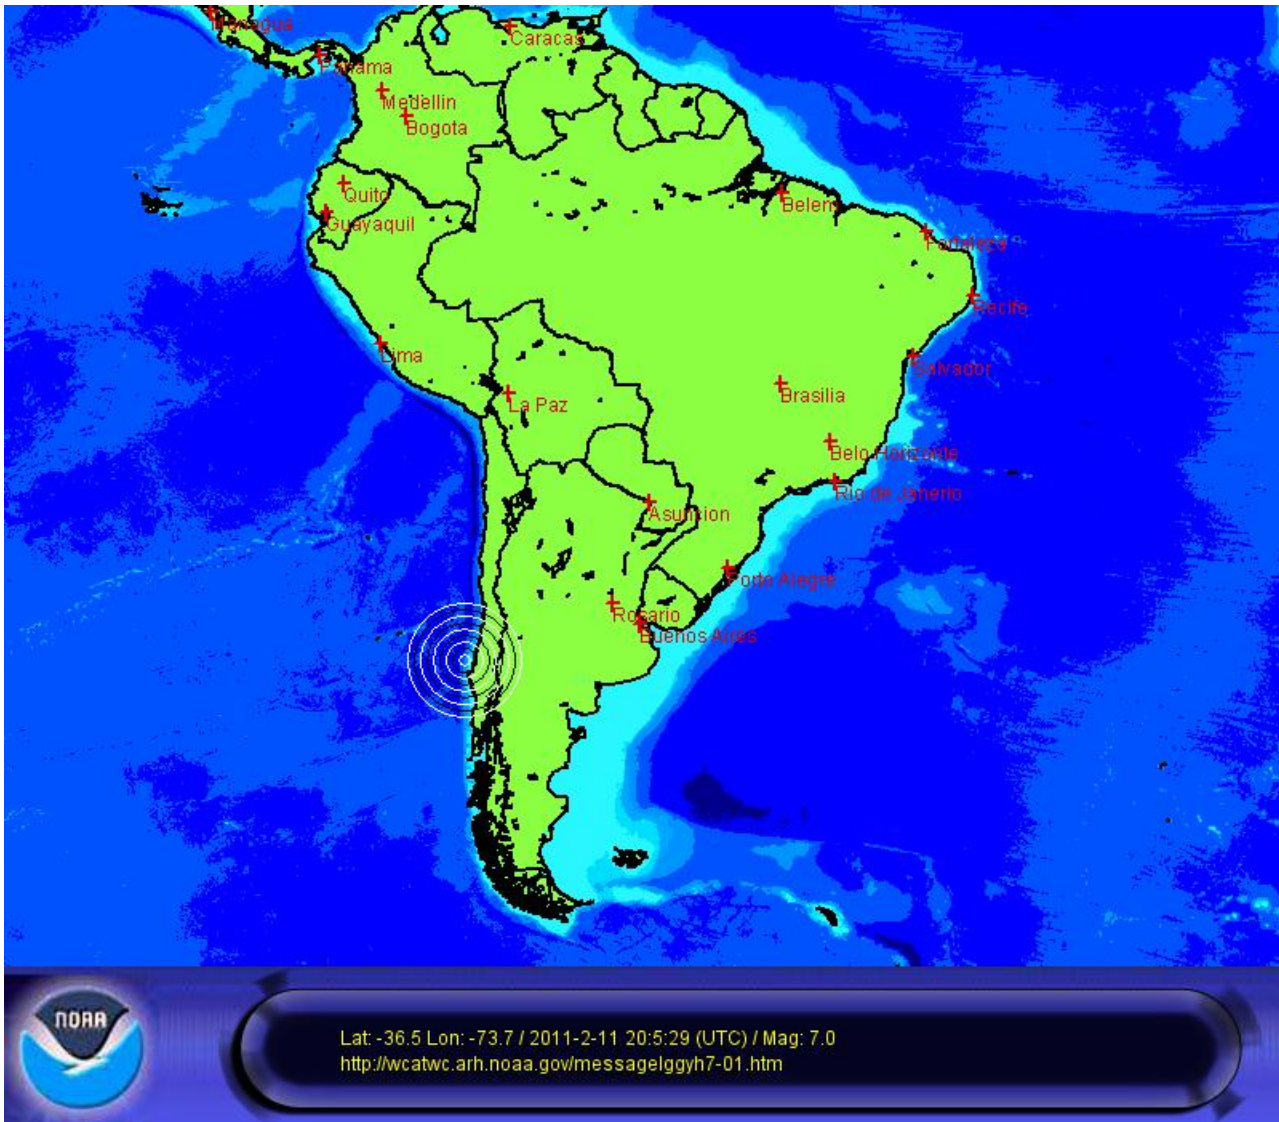 Managua
Caracas
Panama
Medellin
Bogota
Quito
Guayaquil
Belem
Fortaleza
Recife
Lima
Salvador
La Paz
Brasilia
Belo Horizonte
Rio de Janerio
Asuncion
Porto Alegre
Rosario
Buenos Aires
NOAA
Lat: -36.5 Lon: -73.7 / 2011-2-11 20:5:29 (UTC) / Mag: 7.0
http://wcatwc.arh.noaa.gov/messagelggyh7-01.htm